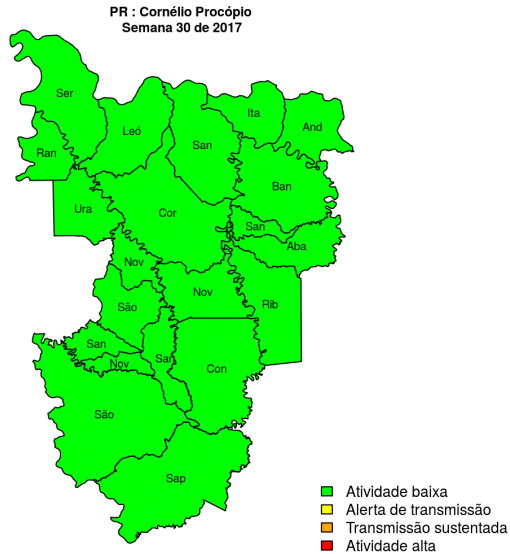 PR : Cornélio Procópio
Semana 30 de 2017
Ser
Ita
Leó
And
San
Ran
Ban
Ura
Cor
San
Aba
Nov
Nov
Rib
São
San
San
Nov
Con
São
Sap
Atividade baixa
Alerta de transmissão
Transmissão sustentada
Atividade alta